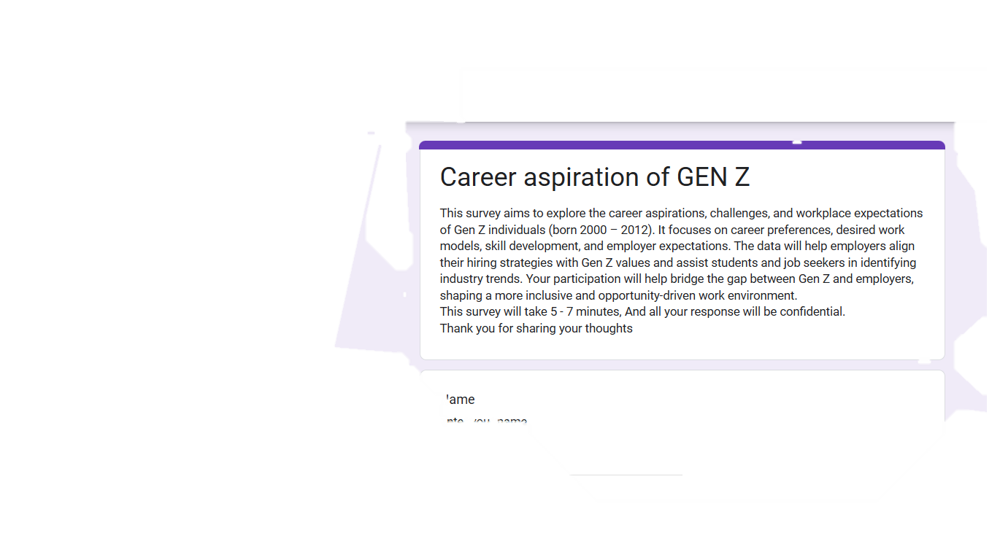 Career aspiration of GEN Z
This survey aims to explore the career aspirations, challenges, and workplace expectations
of Gen Z individuals (born 2000 – 2012). It focuses on career preferences, desired work
models, skill development, and employer expectations. The data will help employers align
their hiring strategies with Gen Z values and assist students and job seekers in identifying
industry trends. Your participation will help bridge the gap between Gen Z and employers,
shaping a more inclusive and opportunity-driven work environment.
This survey will take 5 - 7 minutes, And all your response will be confidential.
Thank you for sharing your thoughts